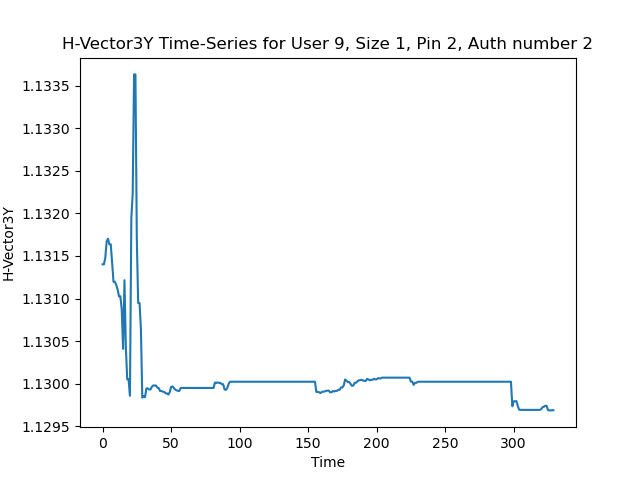 H-Vector3Y Time-Series for User 9, Size 1, Pin 2, Auth number 2
H-Vector3Y
1.1335
1.1330
1.1325
1.1320
1.1315
1.1310
1.1305
1.1300
1.1295
0 50 100 150 200 250 300
Time